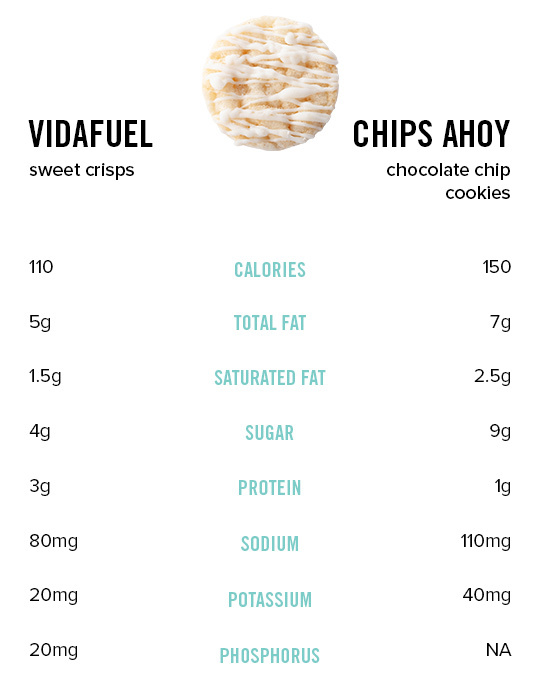 VIDAFUEL
sweet crisps
CHIPS AHOY
chocolate chip
cookies
110 CALORIES 150
5g TOTAL FAT 7g
1.5g SATURATED FAT 2.5g
4g SUGAR 9g
3g PROTEIN 1g
80mg SODIUM 110mg
20mg POTASSIUM 40mg
20mg PHOSPHORUS NA